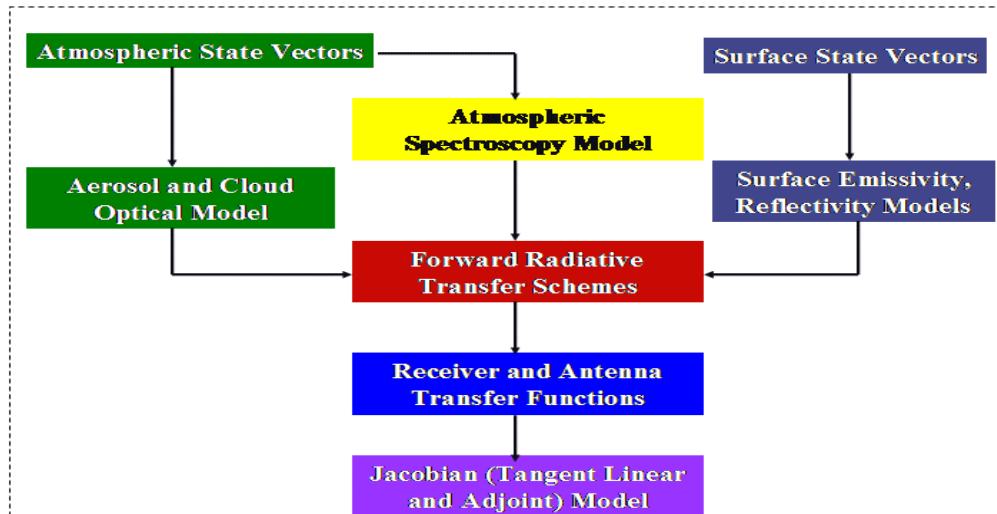 Atmospheric State Vectors
Surface State Vectors
Atmospheric
Spectroscopy Model
Aerosol and Cloud
Optical Model
Surface Emissivity,
Reflectivity Models
Forward Radiative
Transfer Schemes
Receiver and Antenna
Transfer Functions
Jacobian (Tangent Linear
and Adjoint) Model